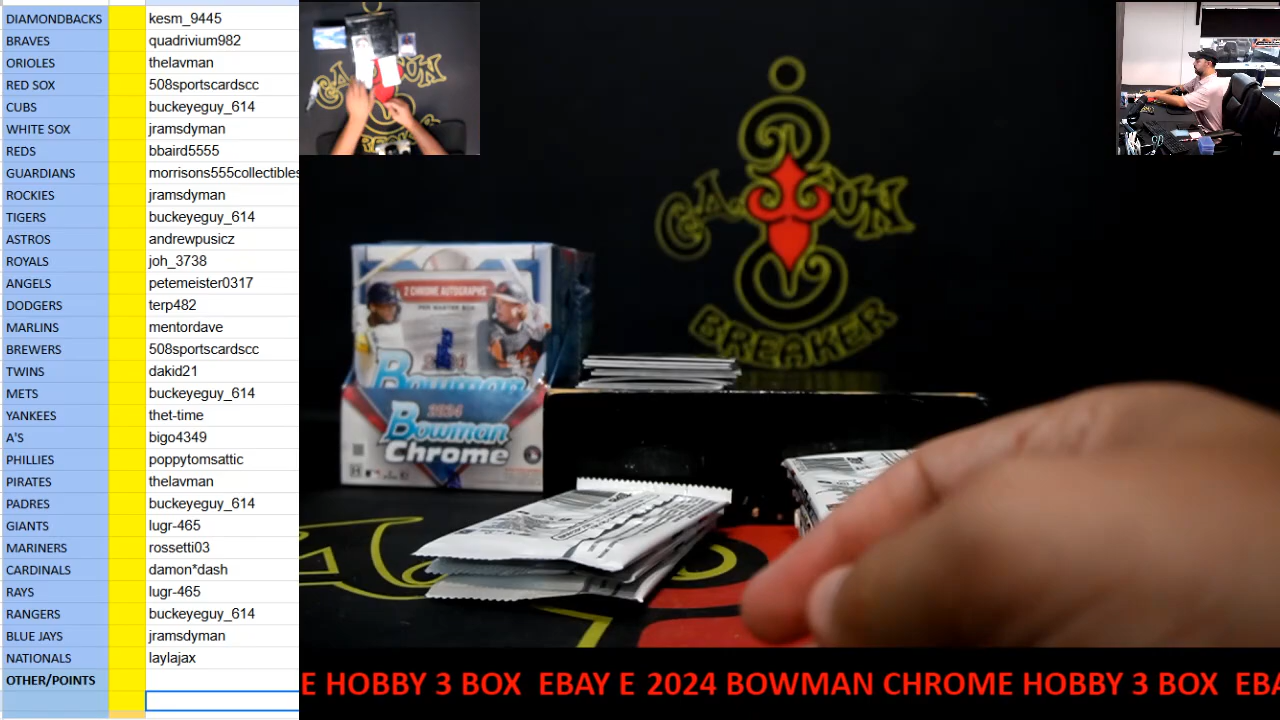 DIAMONDBACKS kesm_9445
BRAVES quadrivium982
ORIOLES thelavman
RED SOX 508sportscardscc
CUBS buckeyeguy_614
WHITE SOX jramsdyman
REDS bbaird5555
GUARDIANS morrisons555collectibles
ROCKIES jramsdyman
TIGERS buckeyeguy_614
ASTROS andrewpusicz
ROYALS joh_3738
ANGELS petemeister0317
DODGERS terp482
MARLINS mentordave
BREWERS 508sportscardscc
TWINS dakid21
METS buckeyeguy_614
YANKEES thet-time
A'S bigo4349
PHILLIES poppytomsattic
PIRATES thelavman
PADRES buckeyeguy_614
GIANTS lugr-465
MARINERS rossetti03
CARDINALS damon*dash
RAYS lugr-465
RANGERS buckeyeguy_614
BLUE JAYS jramsdyman
NATIONALS laylajax
OTHER/POINTS
CAJUN
BREAKER
2 CHROME AUTOGRAPHS
Bowman
2024
Bowman
Chrome
E HOBBY 3 BOX EBAY E 2024 BOWMAN CHROME HOBBY 3 BOX EBA